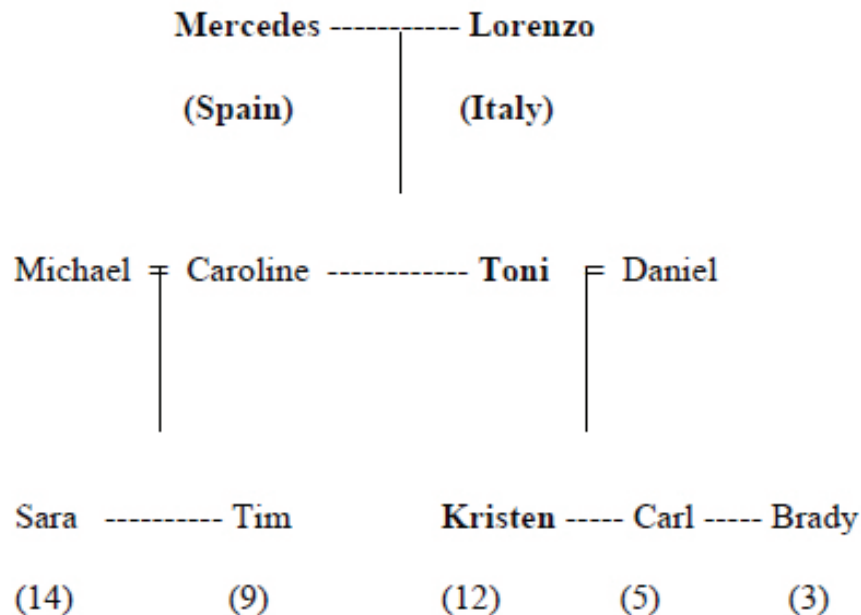 Mercedes ----------- Lorenzo
(Spain) (Italy)
Michael = Caroline ------------ Toni = Daniel
Sara ---------- Tim Kristen ----- Carl ----- Brady
(14) (9) (12) (5) (3)